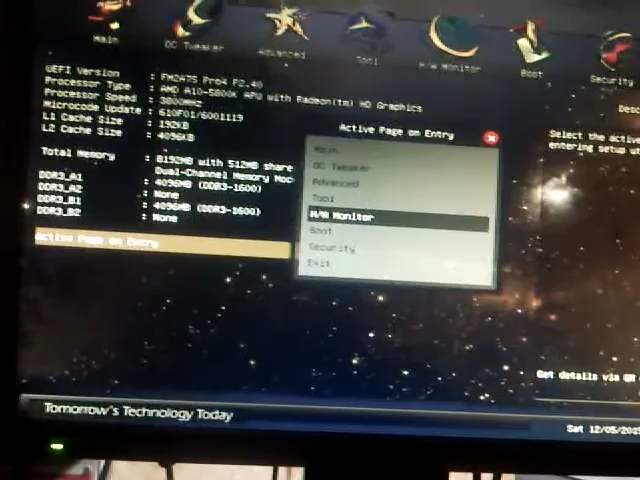 Main
OC Tweaker
Advanced
Tool
H/W Monitor
Boot
Security
UEFI Version : FM2A75 Pro4 P2.40
Processor Type : AMD A10-5800K APU with Radeon(tm) HD Graphics
Processor Speed : 3800MHz
Microcode Update : 610F01/6001119
L1 Cache Size : 192KB
L2 Cache Size : 4096KB
Total Memory : 8192MB with 512MB share
Dual-Channel Memory Moc
DDR3_A1 : 4096MB (DDR3-1600)
DDR3_A2 : None
DDR3_B1 : 4096MB (DDR3-1600)
DDR3_B2 : None
Active Page on Entry
Active Page on Entry
Main
OC Tweaker
Advanced
Tool
H/W Monitor
Boot
Security
Exit
Desc
Select the active
entering setup ut
Get details via QR
Tomorrow's Technology Today
Sat 12/05/201